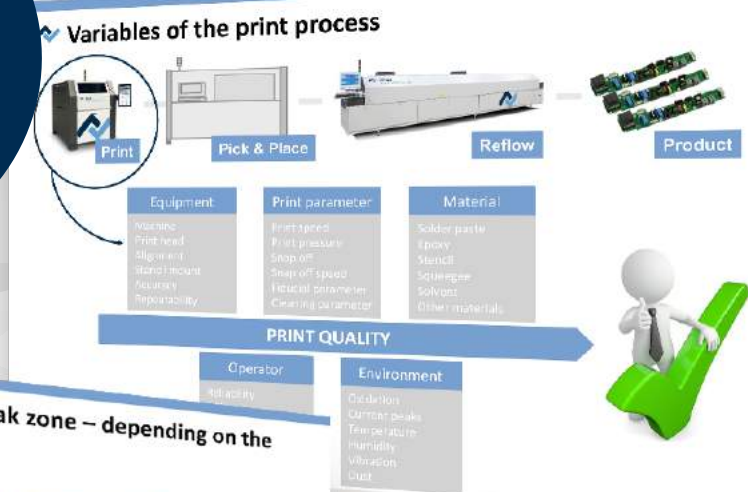 Variables of the print process
Print
Pick & Place
Reflow
Product
Equipment
Machine
Print head
Alignment
Stencil mount
Accuracy
Repeatability
Print parameter
Print speed
Print pressure
Snap off
Snap off speed
Fiducial parameter
Cleaning parameter
Material
Solder paste
Epoxy
Stencil
Squeegee
Solvent
Other materials
PRINT QUALITY
Operator
Reliability
Environment
Oxidation
Current peaks
Temperature
Humidity
Vibration
Dust
ak zone – depending on the